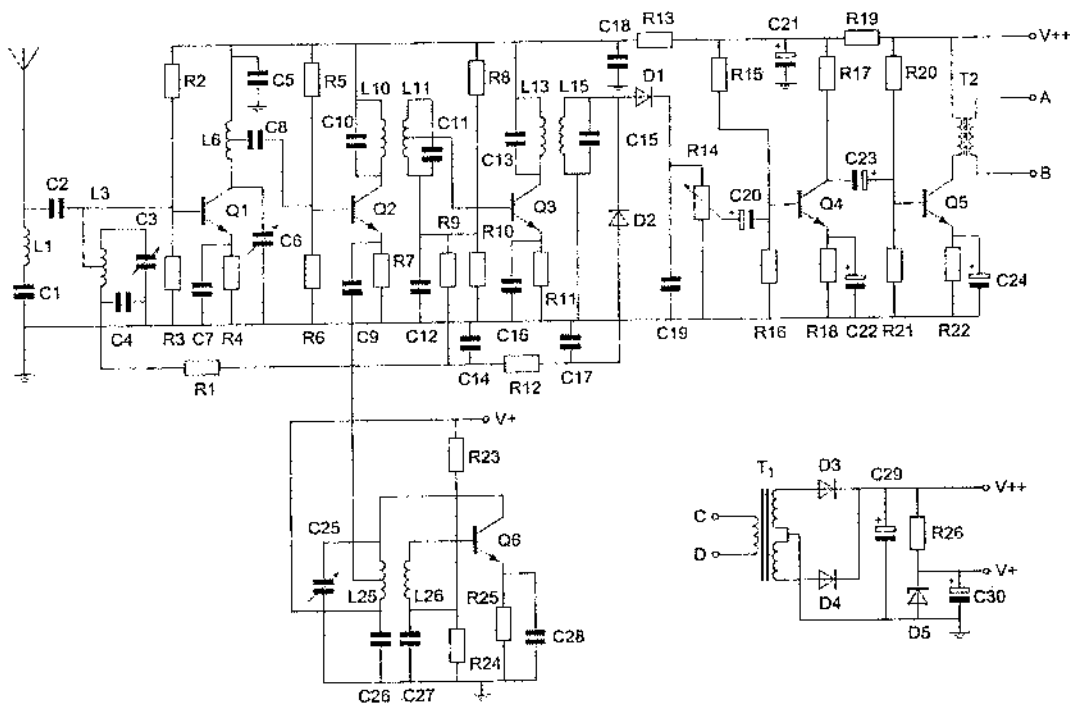 C18 R13 C21 R19 V++
R2 C5 R5 L10 L11 R8 L13 L15 D1 R15 R17 R20 T2
A
L6 C8 C10 C11 C13 C15 R14 C23
B
C2 L3 C3 Q1 C6 Q2 R9 R10 Q3 D2 C20 Q4 Q5
L1 R7 R11
C1 C24
C4 R3 C7 R4 R6 C9 C12 C16 C19 R16 R18 C22 R21 R22
R1 C14 R12 C17
V+
R23
T1 D3 C29 V++
C25 Q6 C R26
D
L25 L26 R25 D4 V+
C30
C28 D5
R24
C26 C27